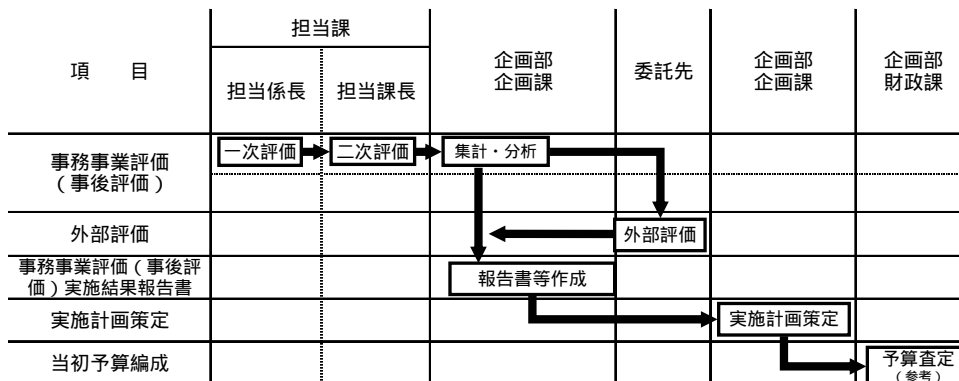 項　　目
担当課
担当係長
担当課長
企画部
企画課
委託先
企画部
企画課
企画部
財政課
事務事業評価
（事後評価）
一次評価
二次評価
集計・分析
外部評価
外部評価
事務事業評価（事後評
価）実施結果報告書
報告書等作成
実施計画策定
実施計画策定
当初予算編成
予算査定
（参考）